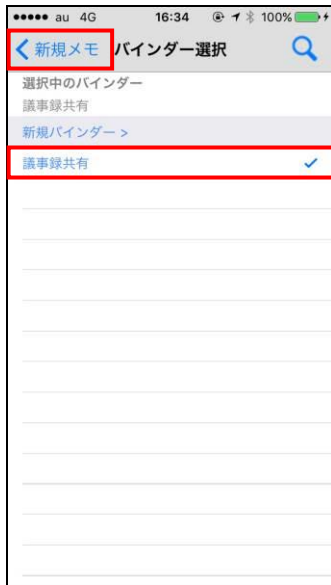 au 4G 16:34 100%
新規メモ バインダー選択
選択中のバインダー
議事録共有
新規バインダー >
議事録共有